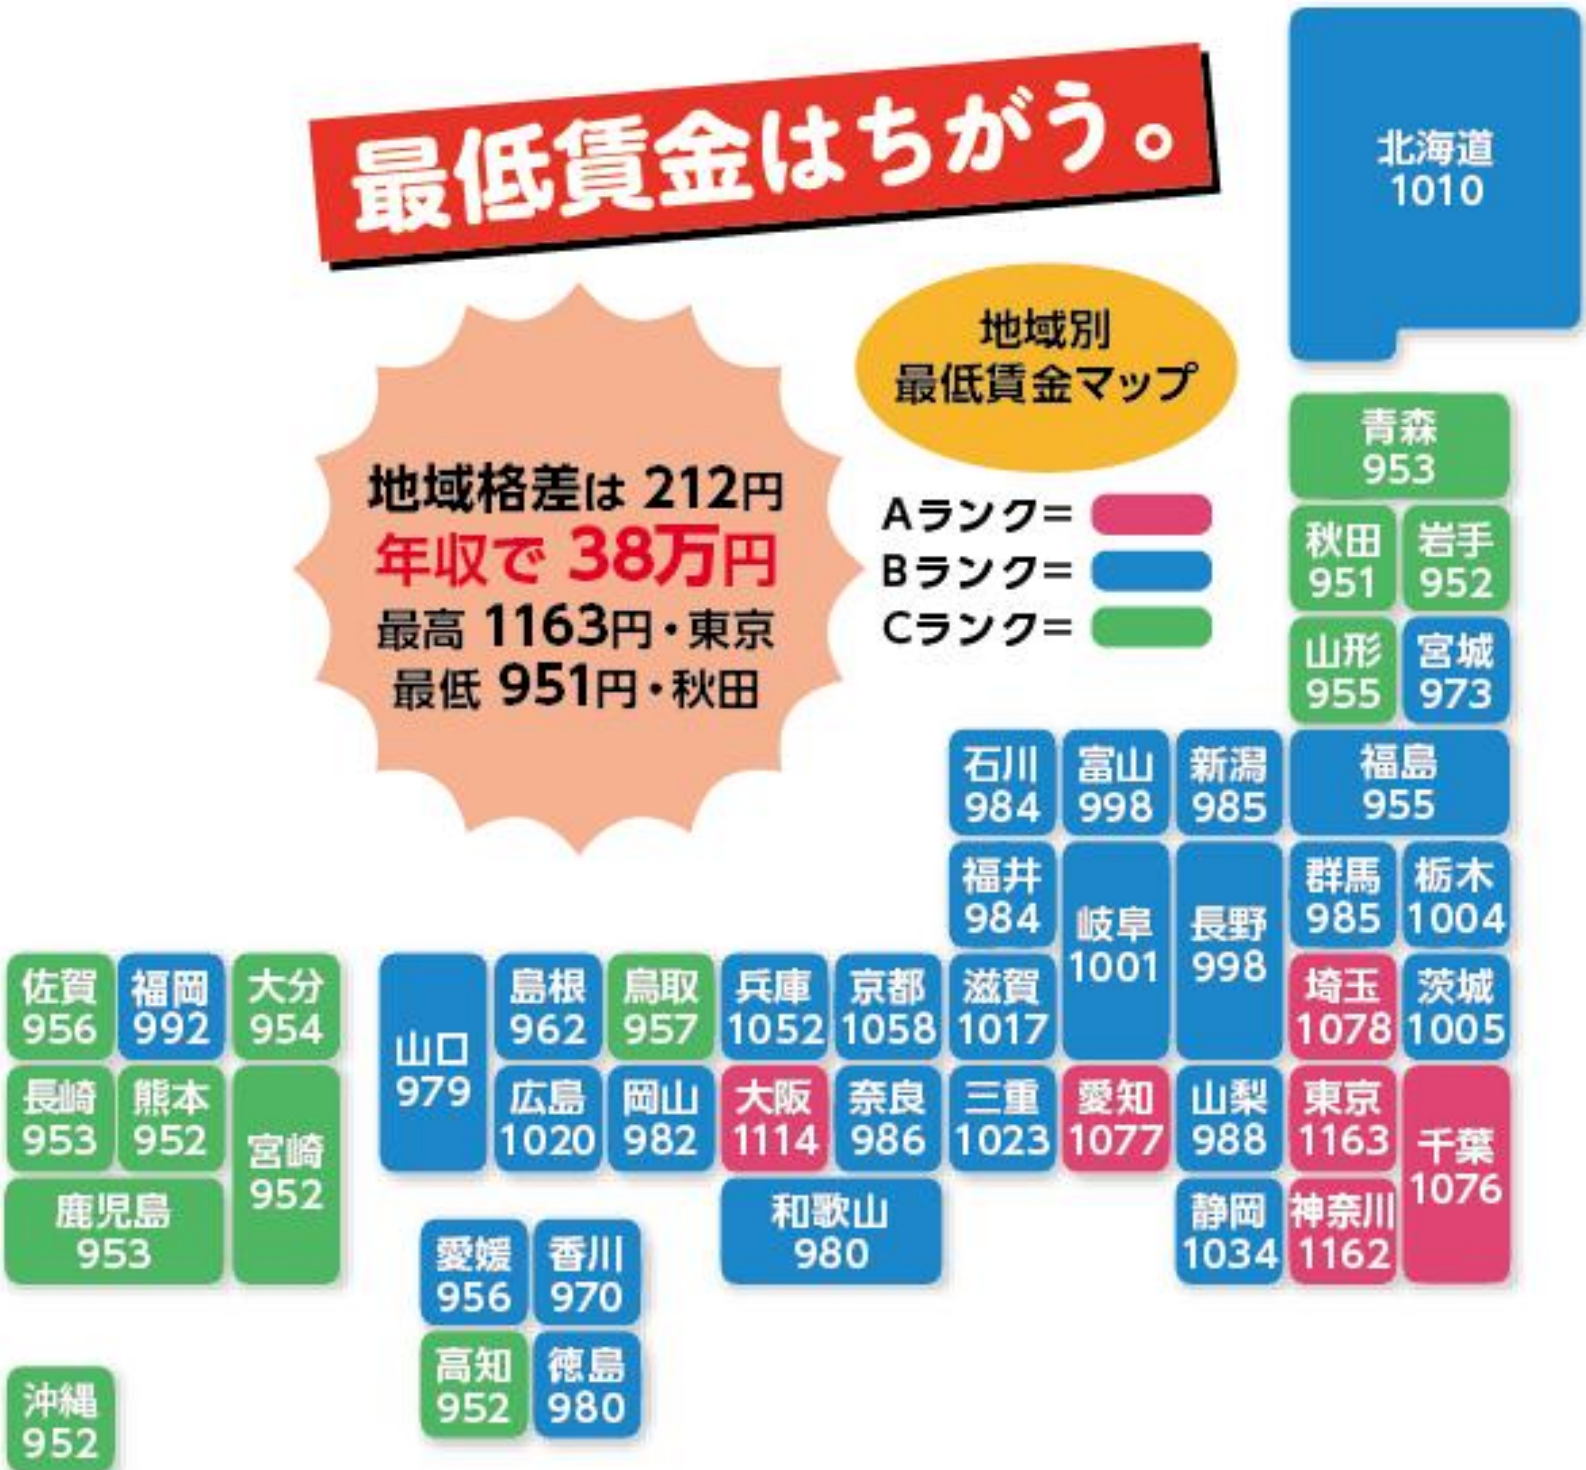 最低賃金はちがう。
地域別
最低賃金マップ
地域格差は 212円
年収で 38万円
最高 1163円・東京
最低 951円・秋田
Aランク=
Bランク=
Cランク=
北海道
1010
青森
953
秋田
951
岩手
952
山形
955
宮城
973
石川
984
富山
998
新潟
985
福島
955
福井
984
岐阜
1001
長野
998
群馬
985
栃木
1004
佐賀
956
福岡
992
大分
954
山口
979
島根
962
鳥取
957
兵庫
1052
京都
1058
滋賀
1017
埼玉
1078
茨城
1005
長崎
953
熊本
952
宮崎
952
広島
1020
岡山
982
大阪
1114
奈良
986
三重
1023
愛知
1077
山梨
988
東京
1163
千葉
1076
鹿児島
953
和歌山
980
静岡
1034
神奈川
1162
愛媛
956
香川
970
高知
952
徳島
980
沖縄
952